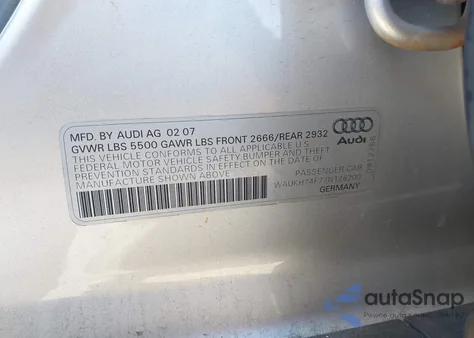 MFD. BY AUDI AG 02 07
GVWR LBS 5500 GAWR LBS FRONT 2666/REAR 2932
THIS VEHICLE CONFORMS TO ALL APPLICABLE U.S.
FEDERAL MOTOR VEHICLE SAFETY, BUMPER AND THEFT
PREVENTION STANDARDS IN EFFECT ON THE DATE OF
MANUFACTURE SHOWN ABOVE.
PASSENGER CAR
GERMANY
Audi
autoSnap